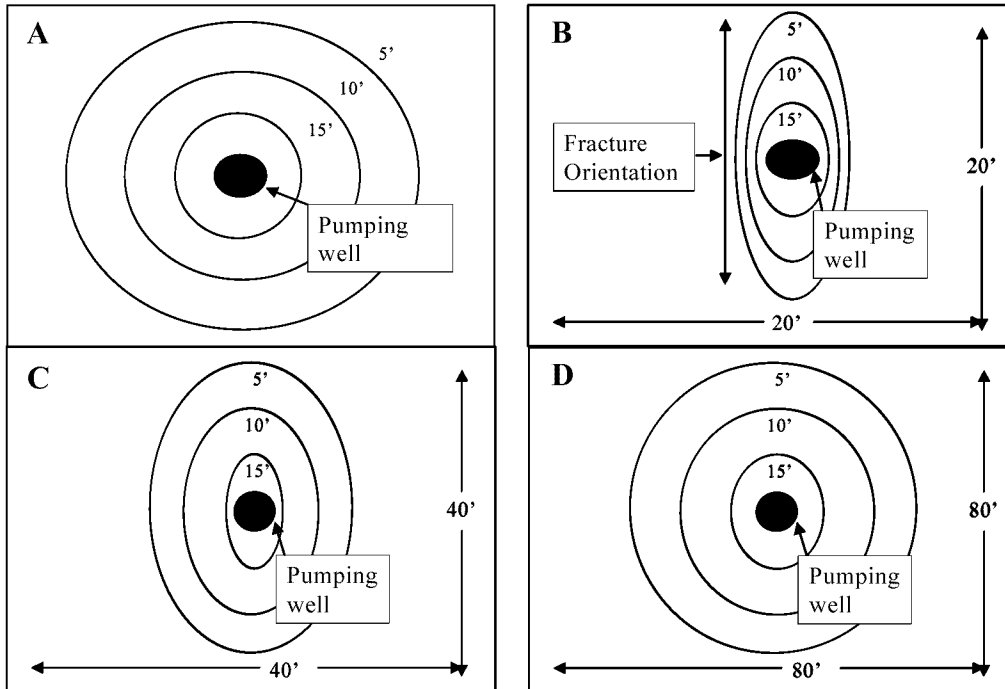 A
5'
10'
15'
Pumping
well
B
5'
10'
15'
Fracture
Orientation
20'
Pumping
well
20'
C
5'
10'
15'
40'
Pumping
well
40'
D
5'
10'
15'
80'
Pumping
well
80'